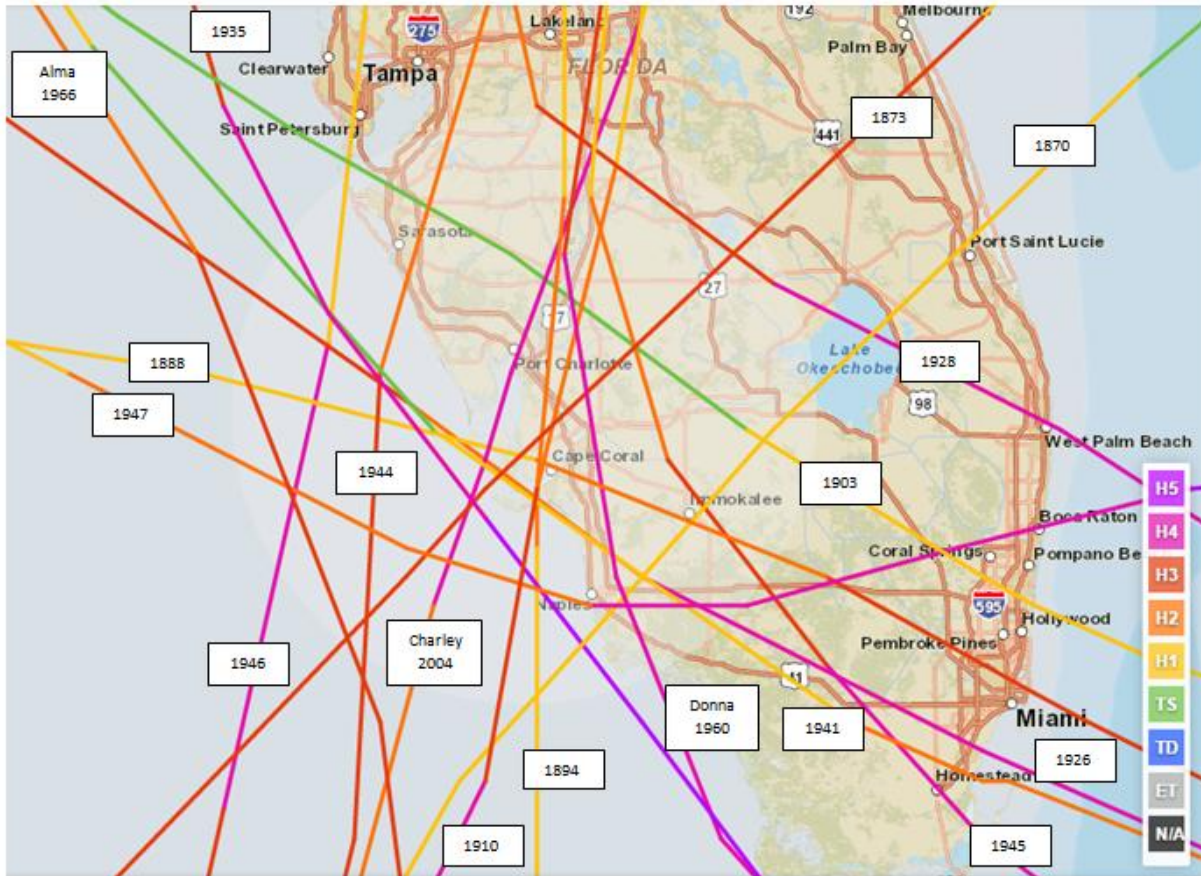 192
Melbourne
1935
275
Lakeland
Palm Bay
Clearwater
Tampa
FLORIDA
Alma
1966
1873
Saint Petersburg
441
1870
Sarasota
Port Saint Lucie
27
17
1888
Port Charlotte
Lake
Okeechobee
1928
1947
98
West Palm Beach
Cape Coral
1944
1903
H5
Immokalee
Boca Raton
H4
Coral Springs
Pompano Be
H3
Naples
595
H2
Hollywood
Charley
2004
Pembroke Pines
1946
H1
41
Donna
1960
TS
Miami
1941
TD
1894
1926
Homestead
ET
N/A
1910
1945